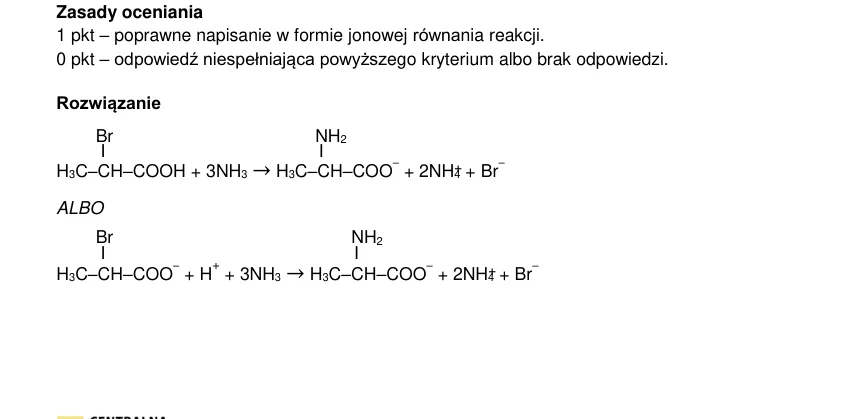 Zasady oceniania
1 pkt – poprawne napisanie w formie jonowej równania reakcji.
0 pkt – odpowiedź niespełniająca powyższego kryterium albo brak odpowiedzi.
Rozwiązanie
Br NH₂
H₃C–CH–COOH + 3NH₃ → H₃C–CH–COO⁻ + 2NH₄⁺ + Br⁻
ALBO
Br NH₂
H₃C–CH–COO⁻ + H⁺ + 3NH₃ → H₃C–CH–COO⁻ + 2NH₄⁺ + Br⁻
CENTRALNA